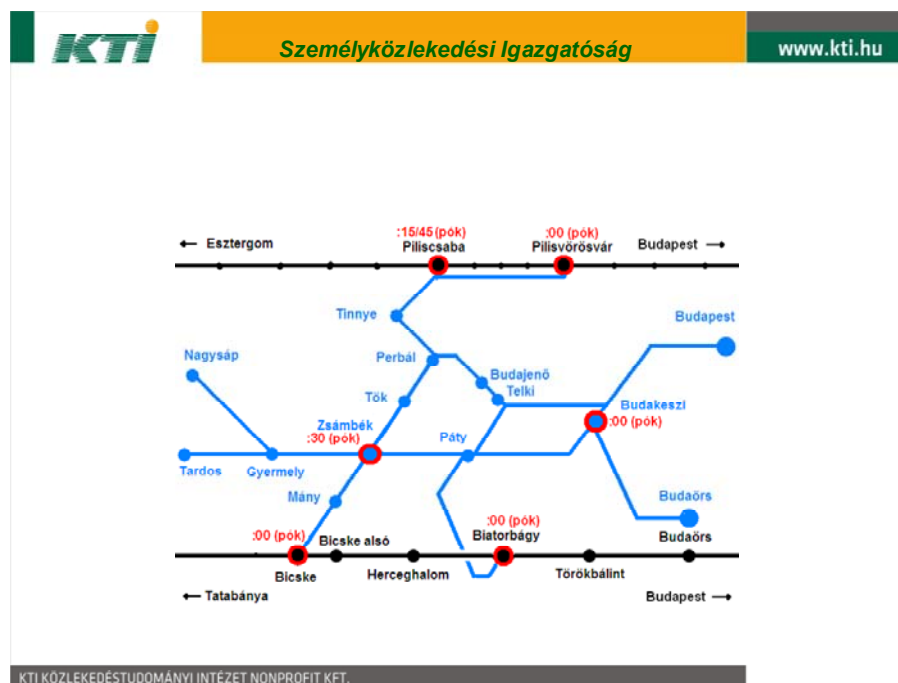 KTI
Személyközlekedési Igazgatóság
www.kti.hu
:15/45 (pók)
:00 (pók)
← Esztergom
Piliscsaba
Pilisvörösvár
Budapest →
Tinnye
Budapest
Nagysáp
Perbál
Budajenő
Telki
Tök
Budakeszi
Zsámbék
:30 (pók)
:00 (pók)
Páty
Tardos
Gyermely
Mány
Budaörs
:00 (pók)
:00 (pók)
Bicske alsó
Biatorbágy
Budaörs
Bicske
Herceghalom
Törökbálint
← Tatabánya
Budapest →
KTI KÖZLEKEDÉSTUDOMÁNYI INTÉZET NONPROFIT KFT.